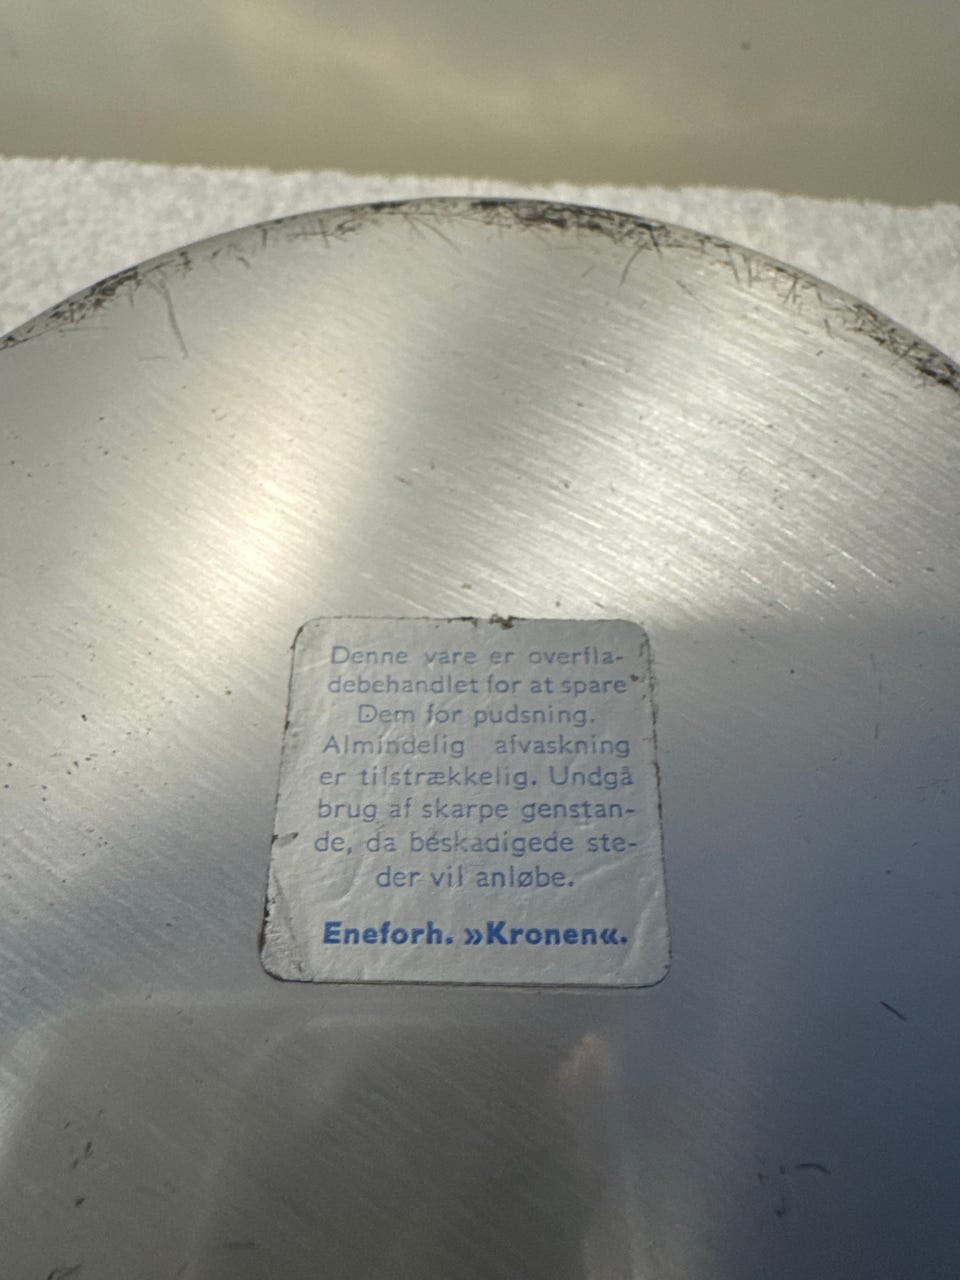 Denne vare er overfla-
debehandlet for at spare
Dem for pudsning.
Almindelig afvaskning
er tilstrækkelig. Undgå
brug af skarpe genstan-
de, da beskadigede ste-
der vil anløbe.
Eneforh. »Kronen«.